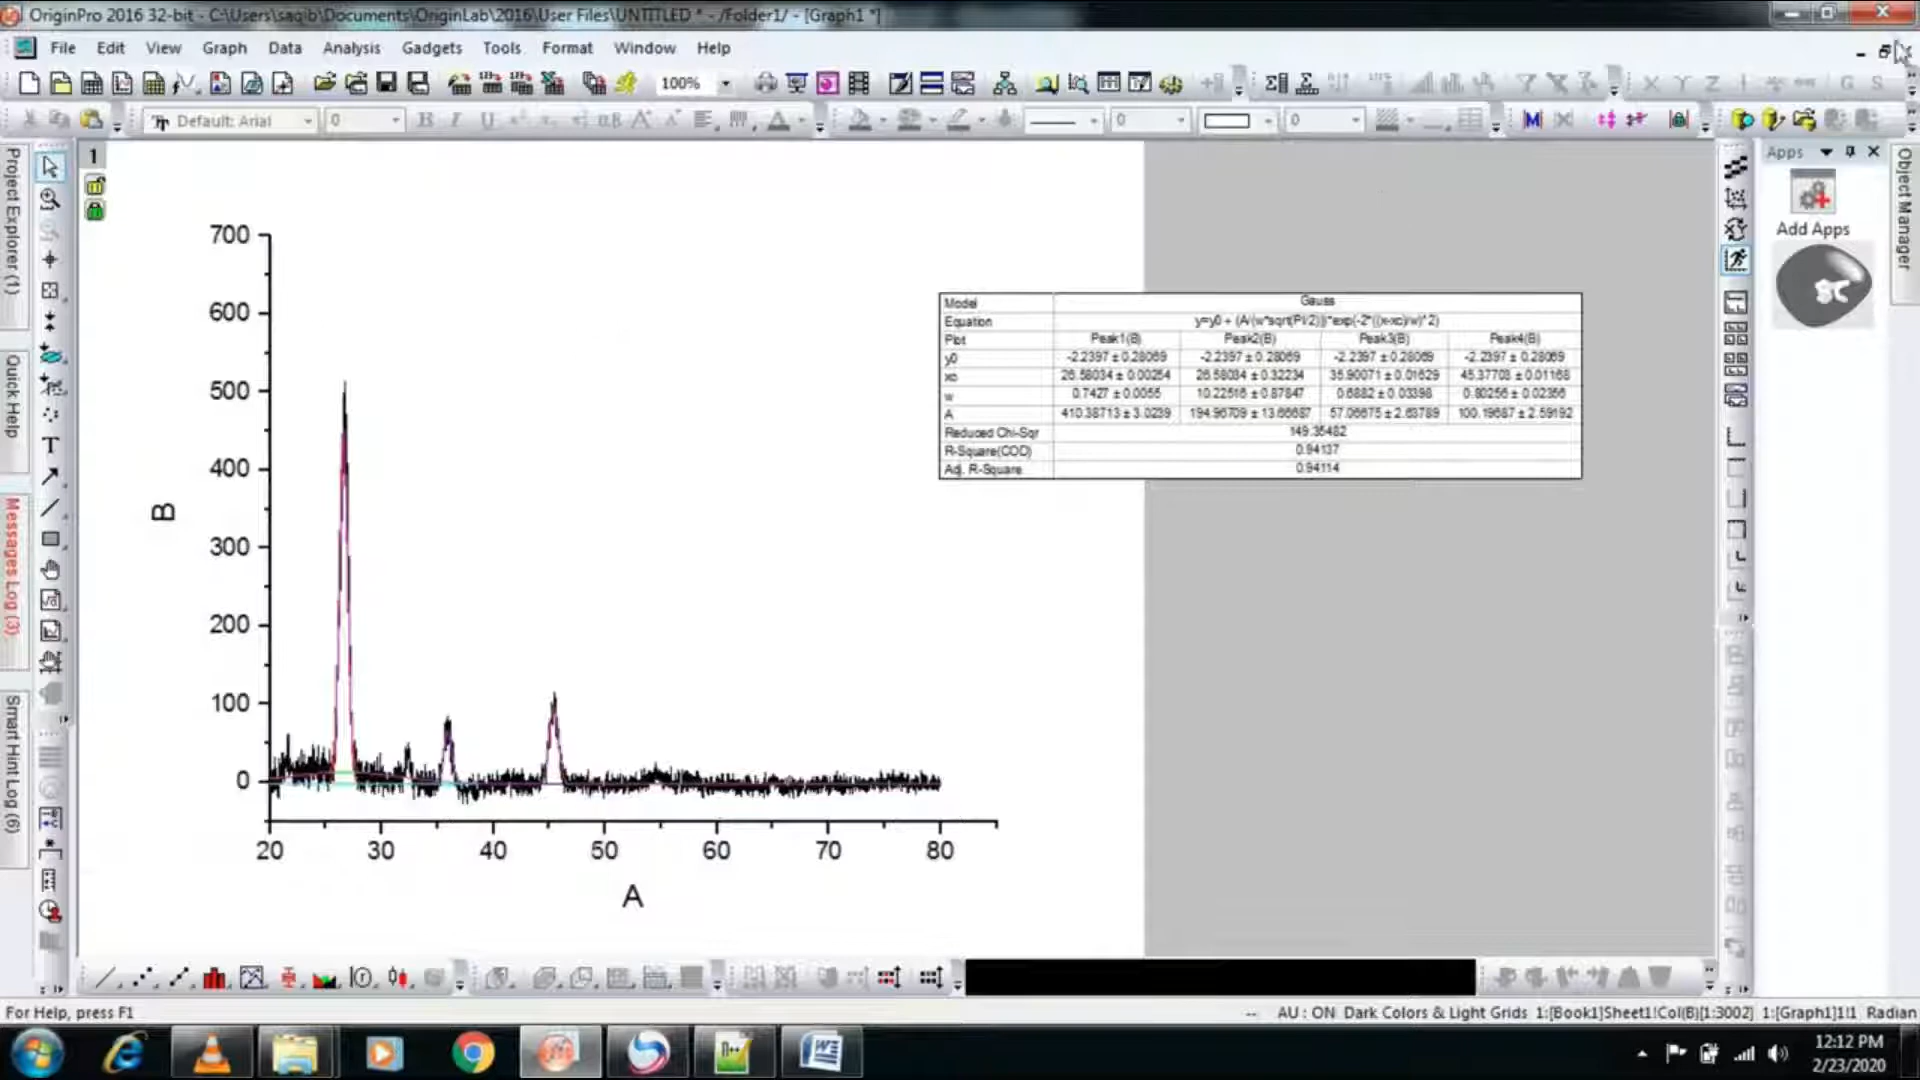 OriginPro 2016 32-bit - C:\Users\saqib\Documents\OriginLab\2016\User Files\UNTITLED * - /Folder1/ - [Graph1 *]
File Edit View Graph Data Analysis Cadgets Tools Format Window Help
100%
Default: Arial 0 B I U αβ A 0 0 M
Project Explorer (1)
Quick Help
Messages Log (3)
Smart Hint Log (6)
1
Apps
Add Apps
Object Manager
T
700
600
500
400
300
200
100
0
B
20 30 40 50 60 70 80
A
Model Gauss
Equation y=y0 + (A/(w*sqrt(PI/2)))*exp(-2*((x-xc)/w)^2)
Plot Peak1(B) Peak2(B) Peak3(B) Peak4(B)
y0 -2.2397 ± 0.28069 -2.2397 ± 0.28069 -2.2397 ± 0.28069 -2.2397 ± 0.28069
xc 26.58034 ± 0.00254 26.58034 ± 0.32234 35.90071 ± 0.01629 45.37703 ± 0.01168
w 0.7427 ± 0.0055 10.22516 ± 0.87847 0.6882 ± 0.03398 0.80256 ± 0.02366
A 410.38713 ± 3.0239 194.96709 ± 13.66687 57.06675 ± 2.63789 100.19687 ± 2.59192
Reduced Chi-Sqr 149.35482
R-Square(COD) 0.94137
Adj. R-Square 0.94114
For Help, press F1
-- AU : ON Dark Colors & Light Grids 1:[Book1]Sheet1!Col(B)[1:3002] 1:[Graph1]1!1 Radian
12:12 PM
2/23/2020